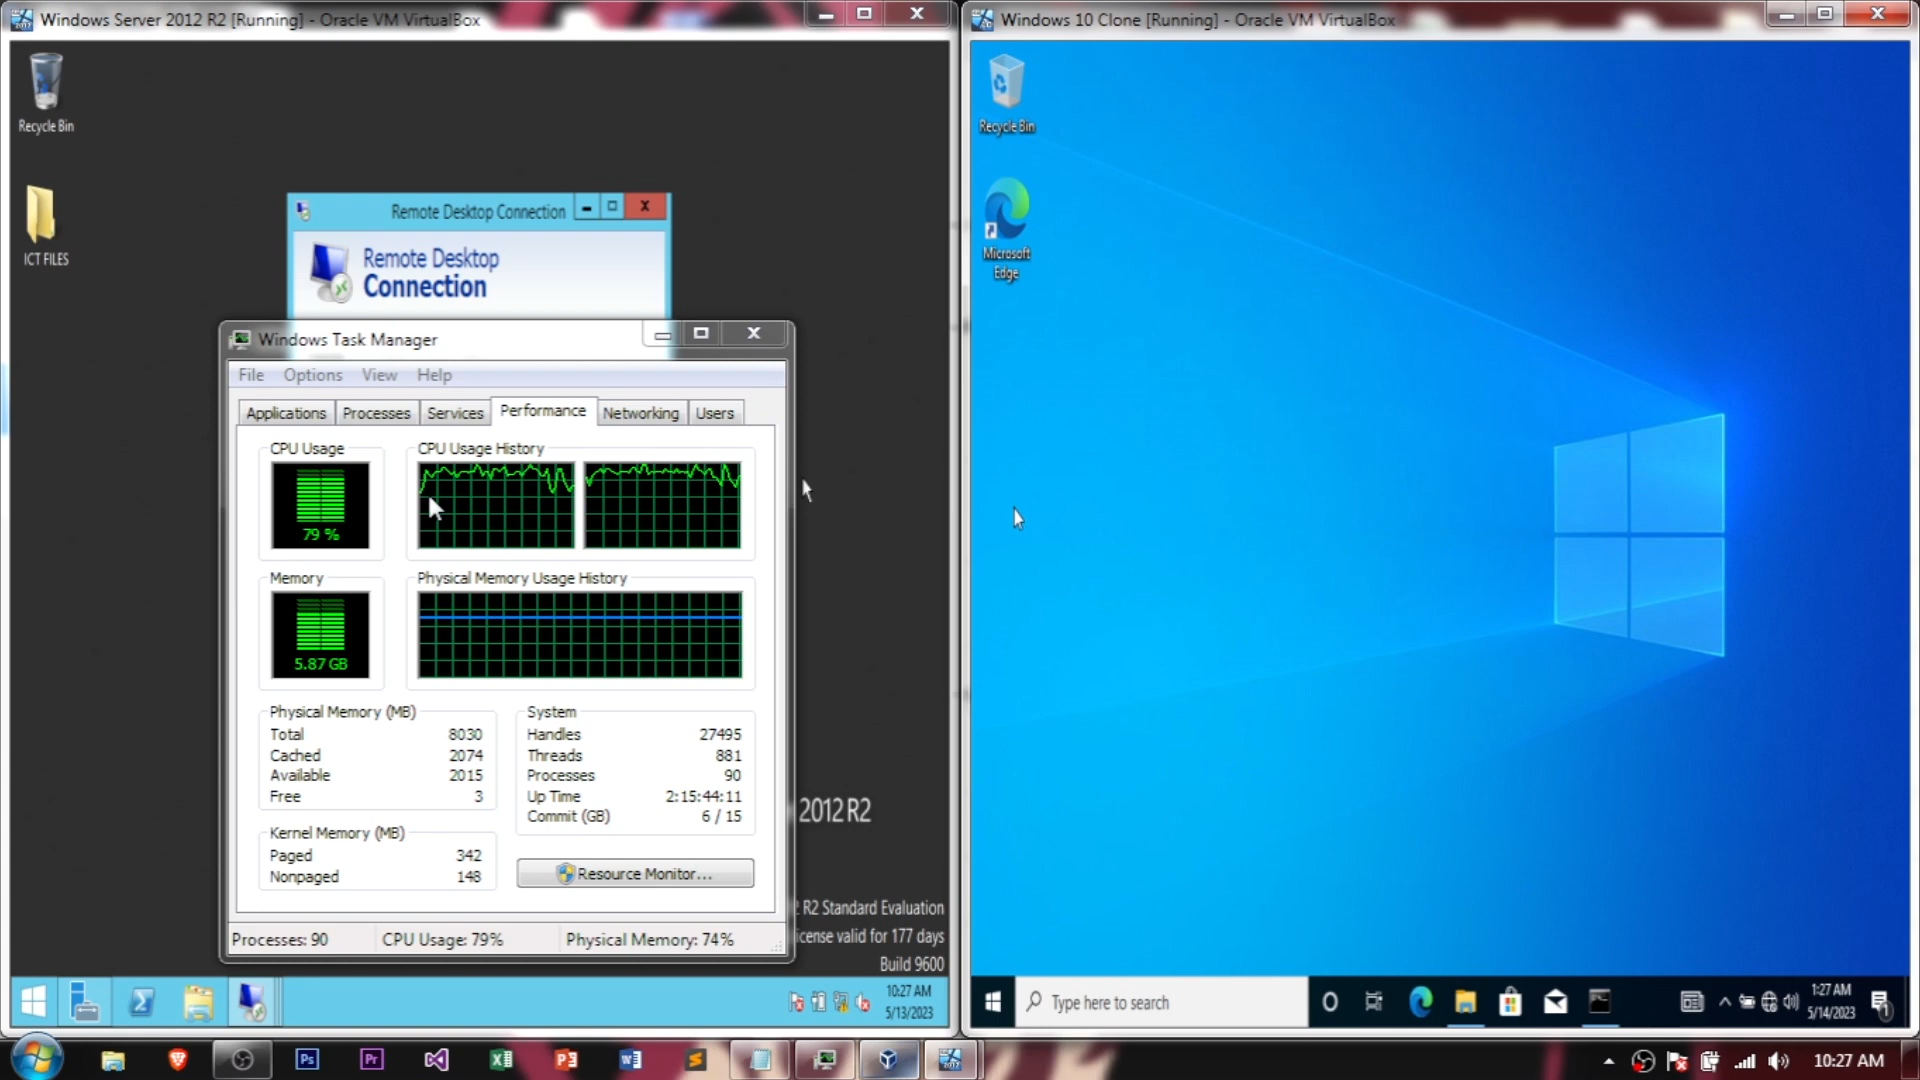 Windows Server 2012 R2 [Running] - Oracle VM VirtualBox
Recycle Bin
ICT FILES
Remote Desktop Connection
Remote Desktop
Connection
Windows Task Manager
File Options View Help
Applications Processes Services Performance Networking Users
CPU Usage
CPU Usage History
79 %
Memory
Physical Memory Usage History
5.87 GB
Physical Memory (MB)
Total 8030
Cached 2074
Available 2015
Free 3
System
Handles 27495
Threads 881
Processes 90
Up Time 2:15:44:11
Commit (GB) 6 / 15
Kernel Memory (MB)
Paged 342
Nonpaged 148
Resource Monitor...
Processes: 90 CPU Usage: 79% Physical Memory: 74%
2012 R2
R2 Standard Evaluation
icense valid for 177 days
Build 9600
10:27 AM
5/13/2023
Windows 10 Clone [Running] - Oracle VM VirtualBox
Recycle Bin
Microsoft
Edge
Type here to search
1:27 AM
5/14/2023
1
Ps Pr
10:27 AM